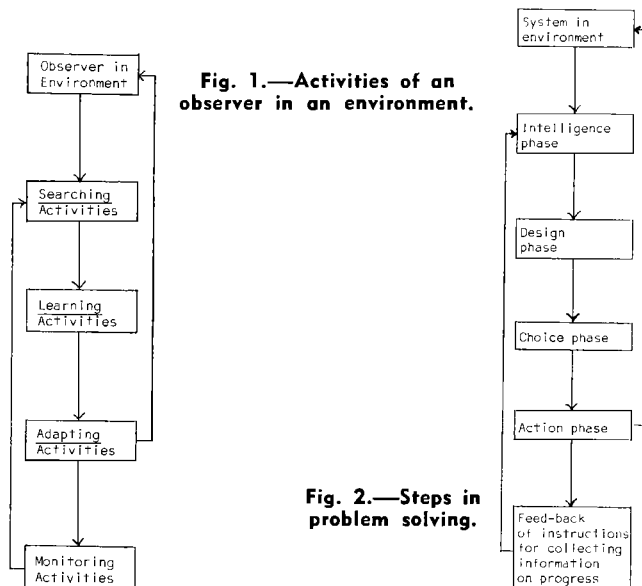 Observer in
Environment
Fig. 1.—Activities of an
observer in an environment.
Searching
Activities
Learning
Activities
Adapting
Activities
Monitoring
Activities
System in
environment
Intelligence
phase
Design
phase
Choice phase
Action phase
Fig. 2.—Steps in
problem solving.
Feed-back
of instructions
for collecting
information
on progress